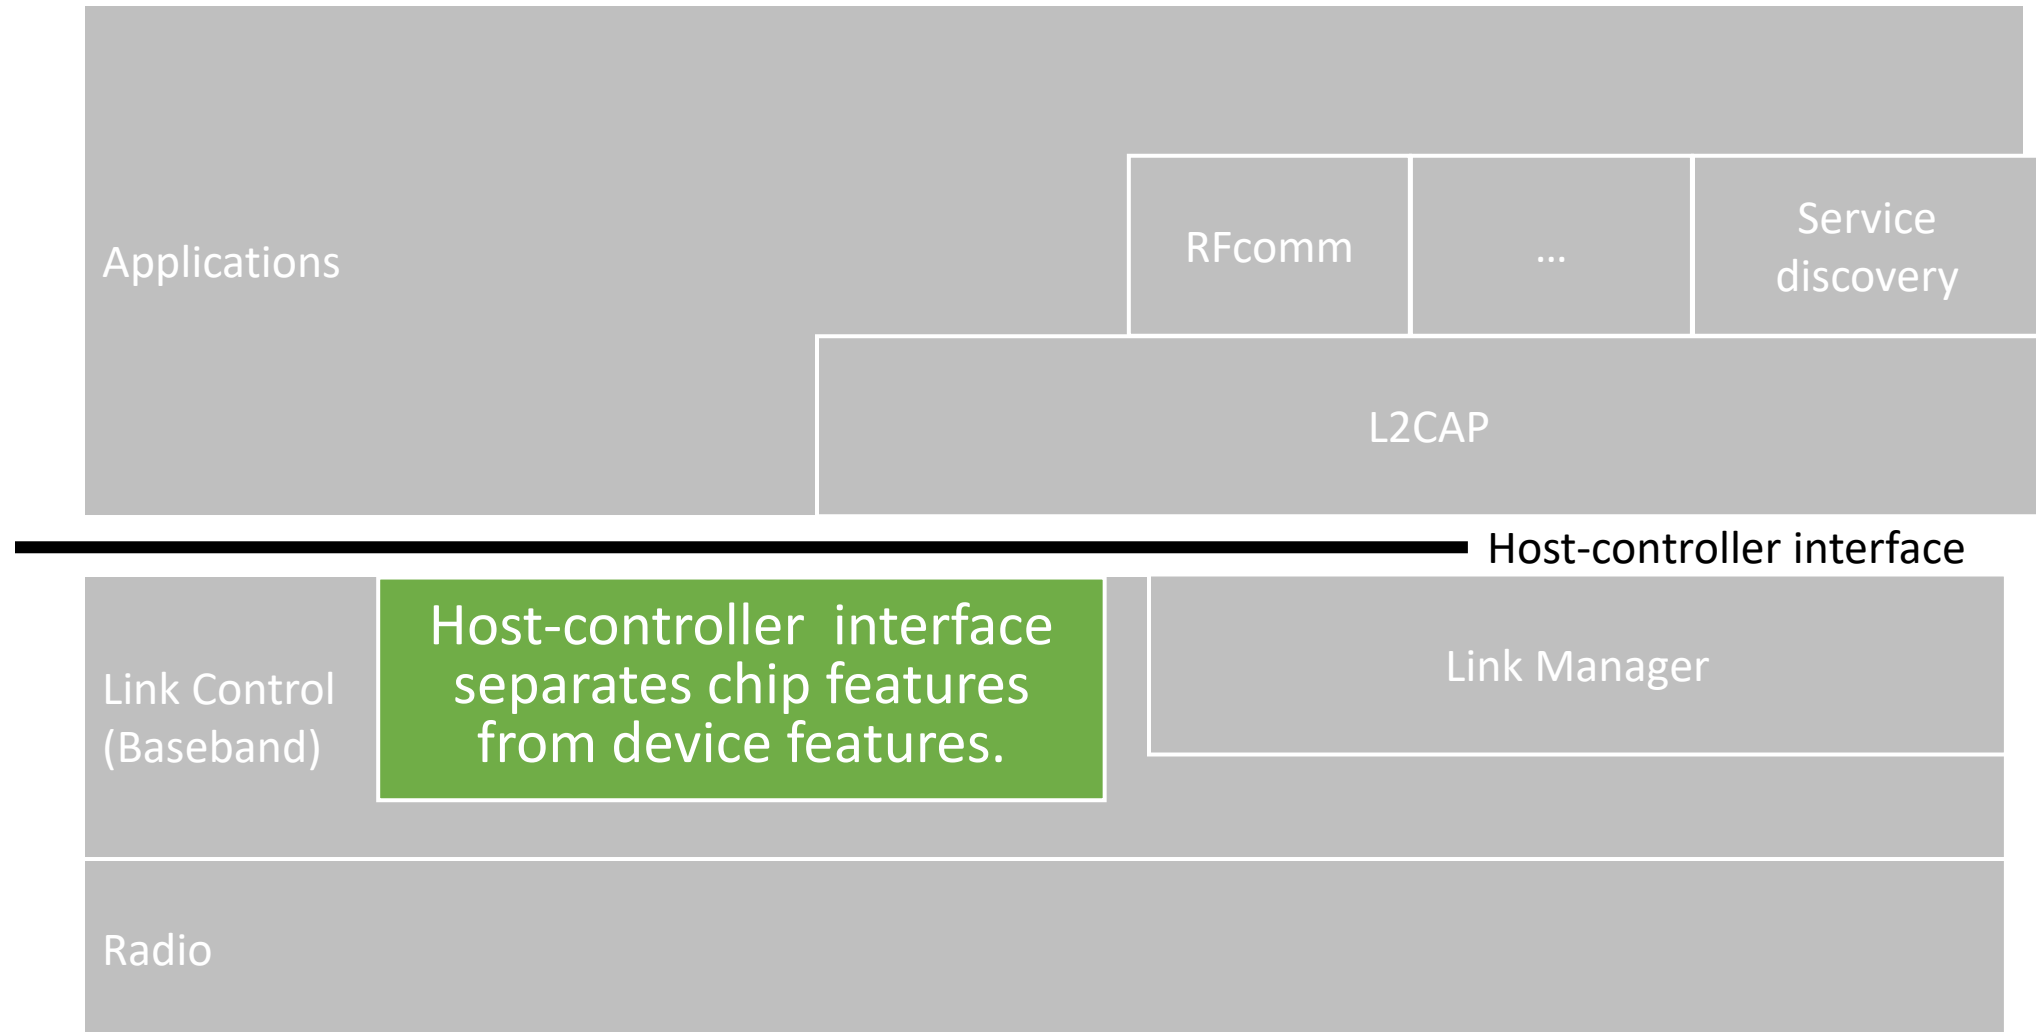 Applications
RFcomm
...
Service
discovery
L2CAP
Host-controller interface
Link Control
(Baseband)
Host-controller  interface
separates chip features
from device features.
Link Manager
Radio